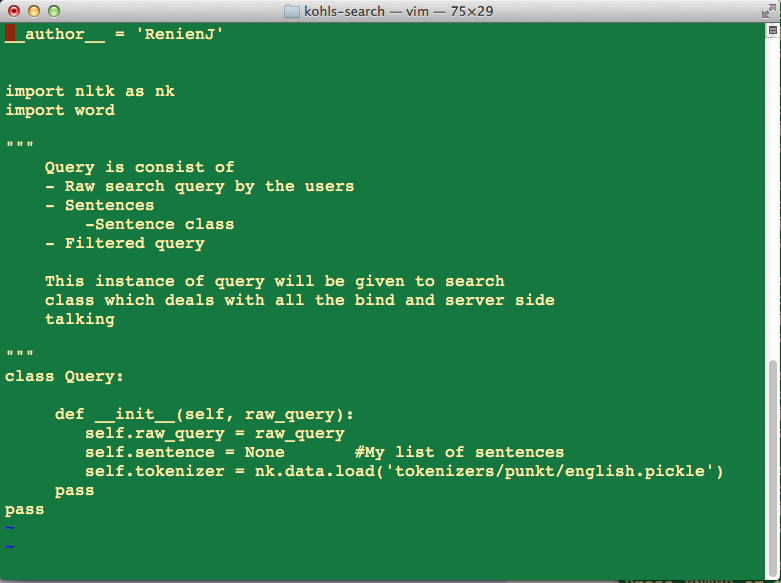 kohls-search — vim — 75×29
__author__ = 'RenienJ'
import nltk as nk
import word
"""
Query is consist of
- Raw search query by the users
- Sentences
-Sentence class
- Filtered query
This instance of query will be given to search
class which deals with all the bind and server side
talking
"""
class Query:
def __init__(self, raw_query):
self.raw_query = raw_query
self.sentence = None #My list of sentences
self.tokenizer = nk.data.load('tokenizers/punkt/english.pickle')
pass
pass
~
~